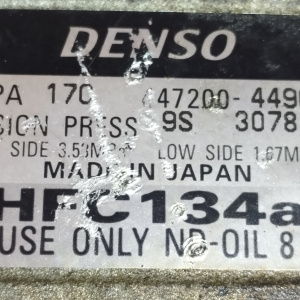 DENSO
PA 17C 447200-449
SION PRESS 9S 3078
SIDE 3.53M LOW SIDE 1.67M
MADE IN JAPAN
HFC134a
USE ONLY ND-OIL 8